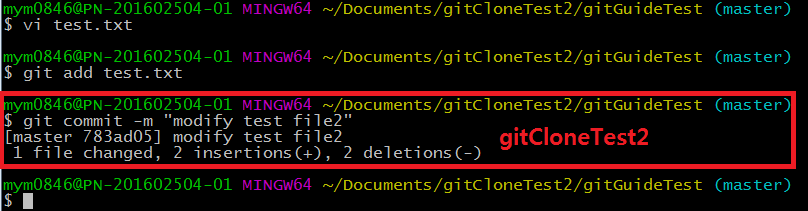 mym0846@PN-201602504-01 MINGW64 ~/Documents/gitCloneTest2/gitGuideTest (master)
$ vi test.txt
mym0846@PN-201602504-01 MINGW64 ~/Documents/gitCloneTest2/gitGuideTest (master)
$ git add test.txt
mym0846@PN-201602504-01 MINGW64 ~/Documents/gitCloneTest2/gitGuideTest (master)
$ git commit -m "modify test file2"
[master 783ad05] modify test file2
1 file changed, 2 insertions(+), 2 deletions(-)
gitCloneTest2
mym0846@PN-201602504-01 MINGW64 ~/Documents/gitCloneTest2/gitGuideTest (master)
$